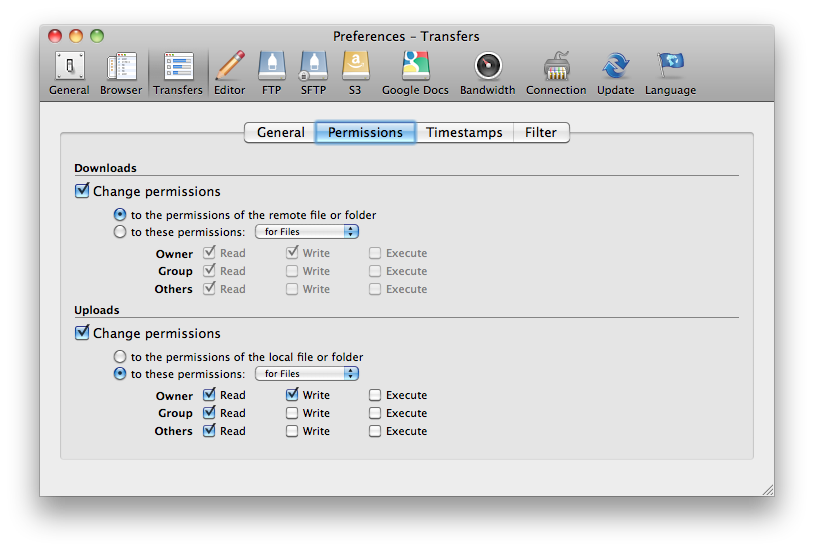 Preferences – Transfers
General Browser Transfers Editor FTP SFTP S3 Google Docs Bandwidth Connection Update Language
General Permissions Timestamps Filter
Downloads
Change permissions
to the permissions of the remote file or folder
to these permissions: for Files
Owner Read Write Execute
Group Read Write Execute
Others Read Write Execute
Uploads
Change permissions
to the permissions of the local file or folder
to these permissions: for Files
Owner Read Write Execute
Group Read Write Execute
Others Read Write Execute